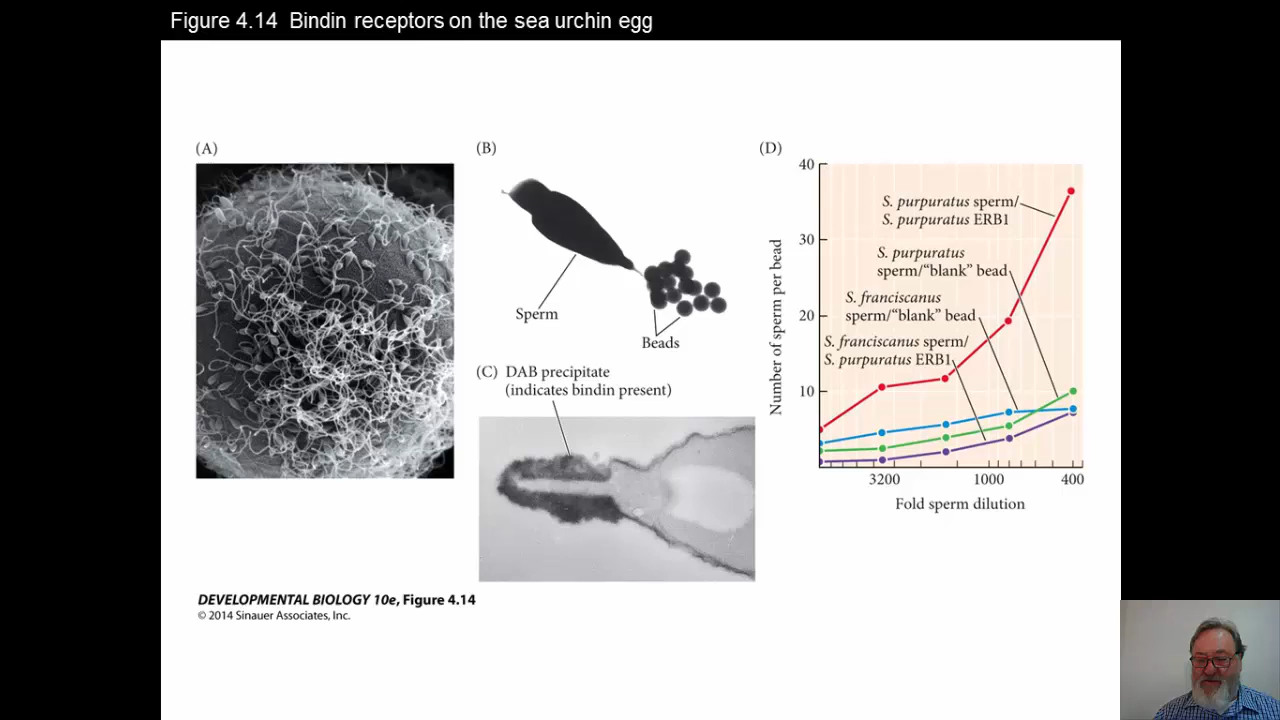 Figure 4.14 Bindin receptors on the sea urchin egg
(A)
(B)
Sperm
Beads
(C) DAB precipitate
(indicates bindin present)
(D)
Number of sperm per bead
40
30
20
10
S. purpuratus sperm/
S. purpuratus ERB1
S. purpuratus
sperm/“blank” bead
S. franciscanus
sperm/“blank” bead
S. franciscanus sperm/
S. purpuratus ERB1
3200
1000
400
Fold sperm dilution
DEVELOPMENTAL BIOLOGY 10e, Figure 4.14
© 2014 Sinauer Associates, Inc.